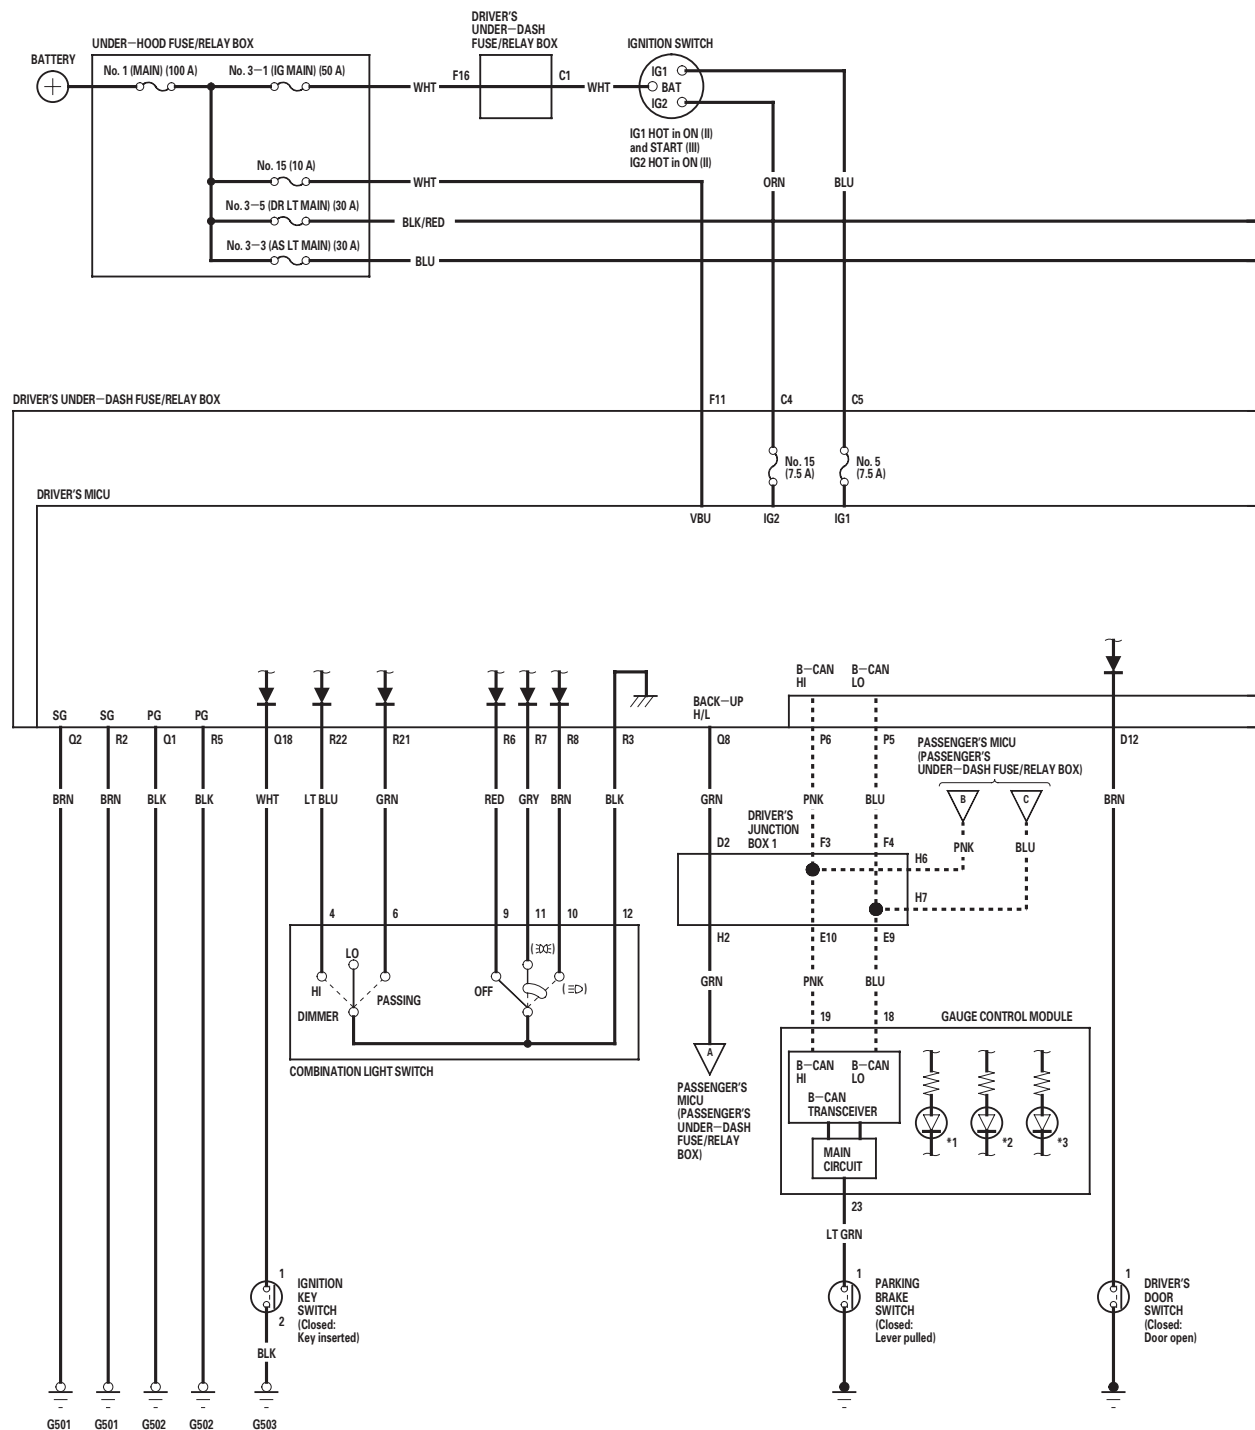 DRIVER'S
UNDER—DASH
FUSE/RELAY BOX
UNDER—HOOD FUSE/RELAY BOX
IGNITION SWITCH
BATTERY
No. 1 (MAIN) (100 A)
No. 3—1 (IG MAIN) (50 A)
WHT
F16
C1
WHT
IG1
BAT
IG2
IG1 HOT in ON (II)
and START (III)
IG2 HOT in ON (II)
No. 15 (10 A)
WHT
ORN
BLU
No. 3—5 (DR LT MAIN) (30 A)
BLK/RED
No. 3—3 (AS LT MAIN) (30 A)
BLU
DRIVER'S UNDER—DASH FUSE/RELAY BOX
F11
C4
C5
No. 15
(7.5 A)
No. 5
(7.5 A)
DRIVER'S MICU
VBU
IG2
IG1
B—CAN
HI
B—CAN
LO
BACK—UP
H/L
SG
SG
PG
PG
Q2
R2
Q1
R5
Q18
R22
R21
R6
R7
R8
R3
Q8
P6
P5
D12
PASSENGER'S MICU
(PASSENGER'S
UNDER—DASH FUSE/RELAY BOX)
BRN
BRN
BLK
BLK
WHT
LT BLU
GRN
RED
GRY
BRN
BLK
GRN
PNK
BLU
B
C
BRN
DRIVER'S
JUNCTION
BOX 1
D2
F3
F4
PNK
BLU
H6
H7
4
6
9
11
10
12
H2
E10
E9
LO
HI
PASSING
DIMMER
OFF
GRN
PNK
BLU
COMBINATION LIGHT SWITCH
19
18
GAUGE CONTROL MODULE
A
PASSENGER'S
MICU
(PASSENGER'S
UNDER—DASH
FUSE/RELAY
BOX)
B—CAN
HI
B—CAN
LO
B—CAN
TRANSCEIVER
MAIN
CIRCUIT
*1
*2
*3
23
LT GRN
1
IGNITION
KEY
SWITCH
(Closed:
Key inserted)
2
BLK
1
PARKING
BRAKE
SWITCH
(Closed:
Lever pulled)
1
DRIVER'S
DOOR
SWITCH
(Closed:
Door open)
G501
G501
G502
G502
G503